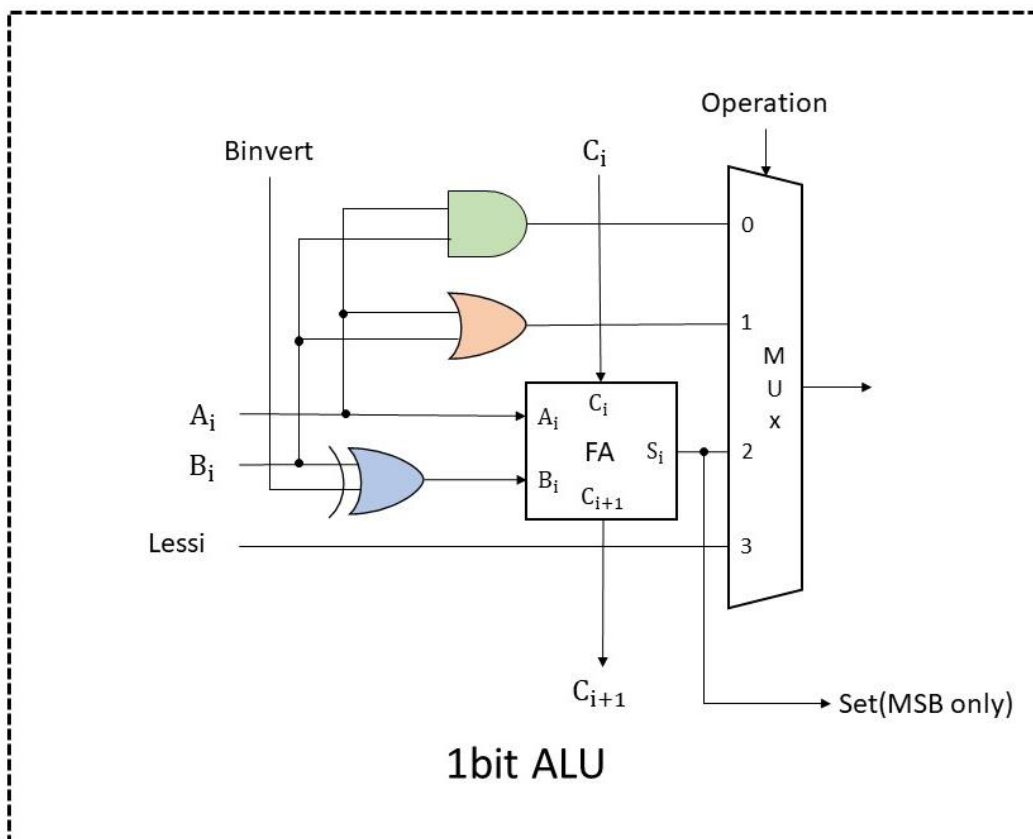 Operation
Binvert
Cᵢ
0
1
M
U
x
Aᵢ
Aᵢ
Cᵢ
FA
Sᵢ
2
Bᵢ
Bᵢ
Cᵢ₊₁
Lessi
3
Cᵢ₊₁
Set(MSB only)
1bit ALU